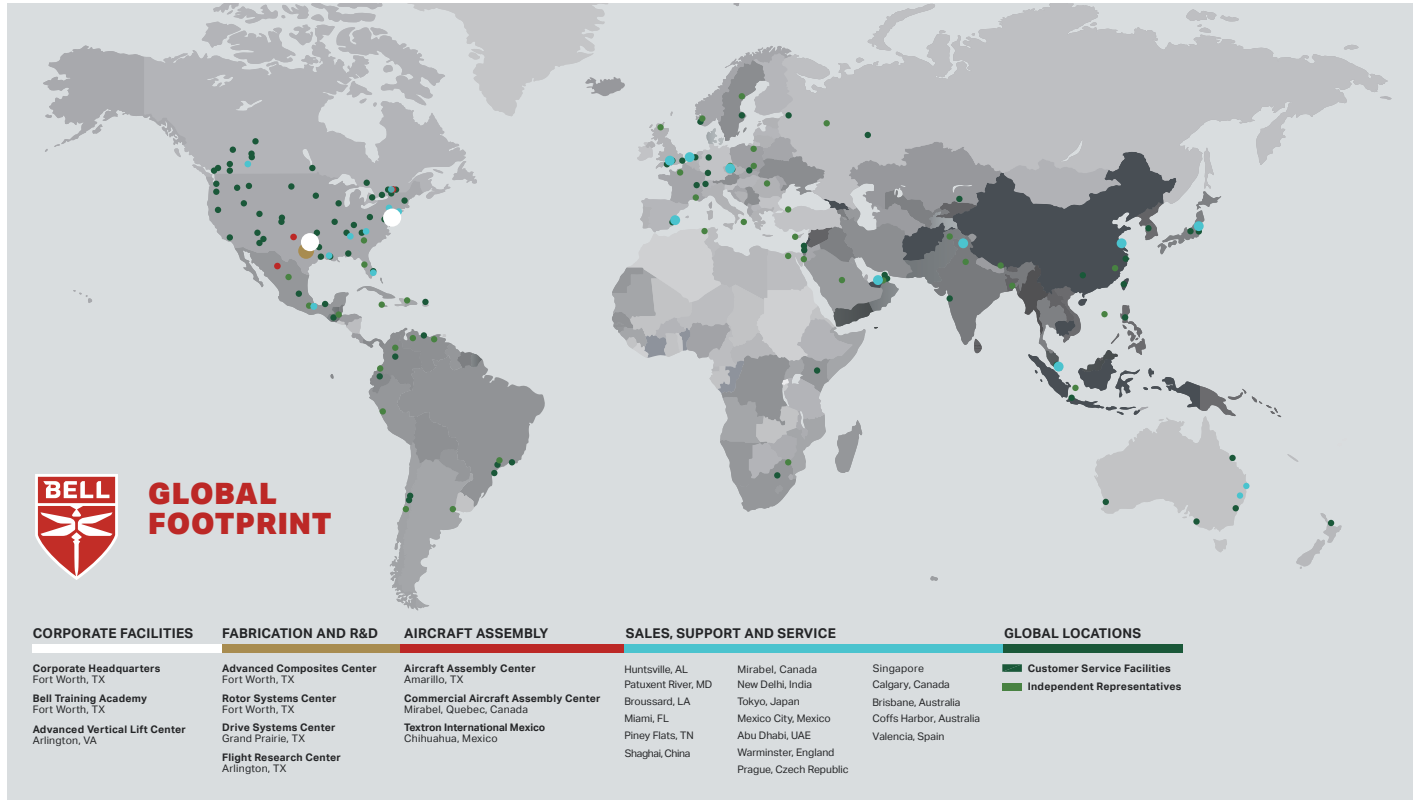 BELL
GLOBAL
FOOTPRINT
CORPORATE FACILITIES
Corporate Headquarters
Fort Worth, TX
Bell Training Academy
Fort Worth, TX
Advanced Vertical Lift Center
Arlington, VA
FABRICATION AND R&D
Advanced Composites Center
Fort Worth, TX
Rotor Systems Center
Fort Worth, TX
Drive Systems Center
Grand Prairie, TX
Flight Research Center
Arlington, TX
AIRCRAFT ASSEMBLY
Aircraft Assembly Center
Amarillo, TX
Commercial Aircraft Assembly Center
Mirabel, Quebec, Canada
Textron International Mexico
Chihuahua, Mexico
SALES, SUPPORT AND SERVICE
Huntsville, AL
Patuxent River, MD
Broussard, LA
Miami, FL
Piney Flats, TN
Shaghai, China
Mirabel, Canada
New Delhi, India
Tokyo, Japan
Mexico City, Mexico
Abu Dhabi, UAE
Warminster, England
Prague, Czech Republic
Singapore
Calgary, Canada
Brisbane, Australia
Coffs Harbor, Australia
Valencia, Spain
GLOBAL LOCATIONS
Customer Service Facilities
Independent Representatives